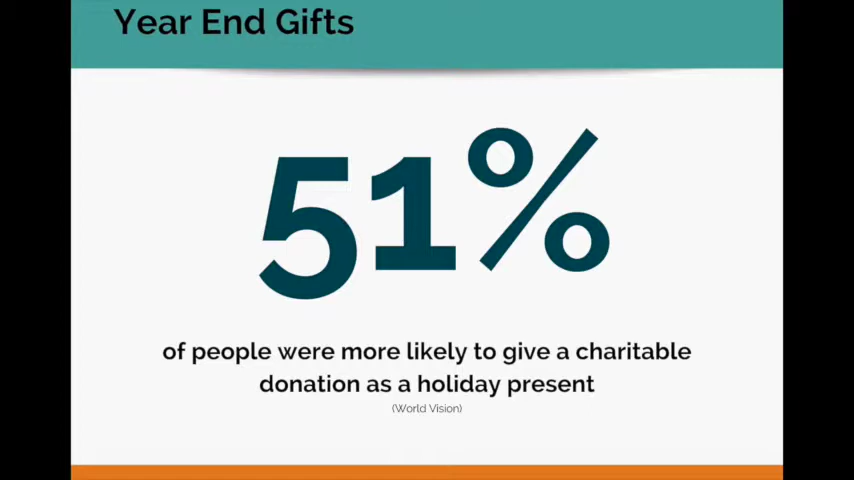 Year End Gifts
51%
of people were more likely to give a charitable
donation as a holiday present
(World Vision)